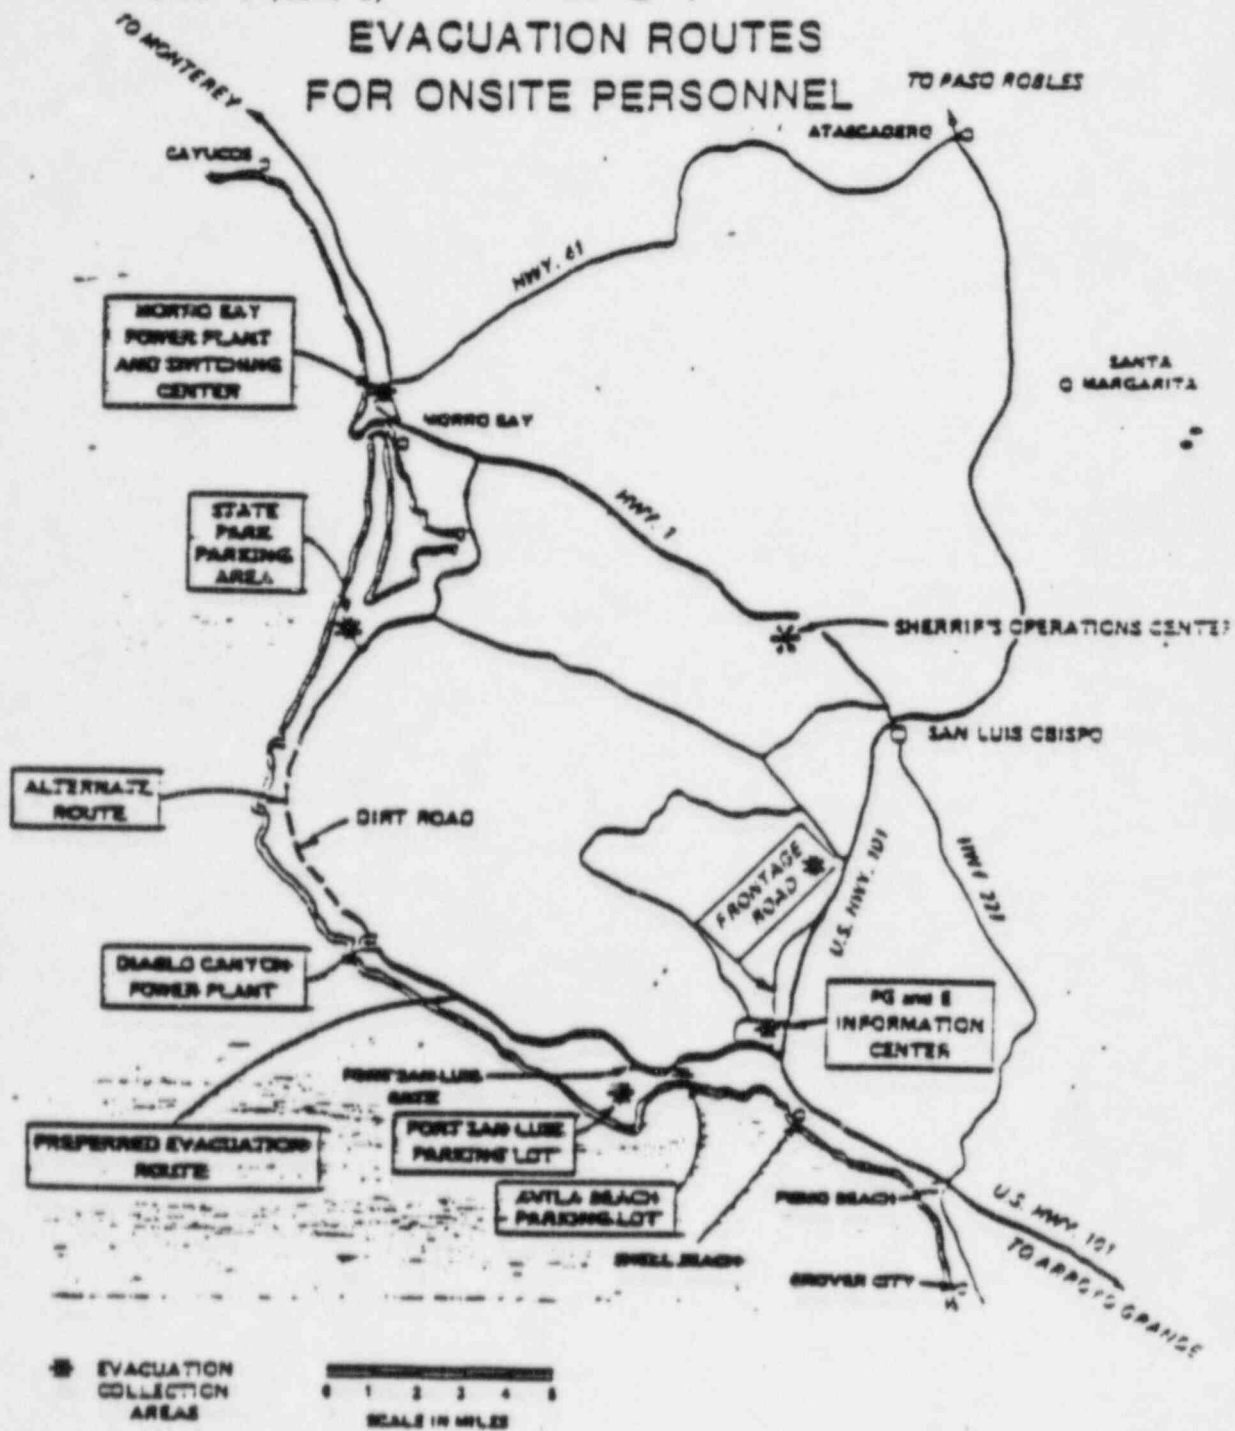 EVACUATION ROUTES
FOR ONSITE PERSONNEL
TO MONTEREY
TO PASO ROBLES
ATASCADERO
CAYUCOS
HWY. 41
MORRO BAY
POWER PLANT
AND SWITCHING
CENTER
SANTA
MARGARITA
MORRO BAY
STATE
PARK
PARKING
AREA
HWY. 1
SHERRIF'S OPERATIONS CENTER
SAN LUIS OBISPO
ALTERNATE
ROUTE
DIRT ROAD
FRONTAGE
ROAD
U.S. HWY. 101
HWY 227
DIABLO CANYON
POWER PLANT
PG and E
INFORMATION
CENTER
PORT SAN LUIS
GATE
PORT SAN LUIS
PARKING LOT
PREFERRED EVACUATION
ROUTE
AVILA BEACH
PARKING LOT
PISMO BEACH
U.S. HWY. 101
SHELL BEACH
TO ARROYO GRANDE
GROVER CITY
EVACUATION
COLLECTION
AREAS
0 1 2 3 4 5
SCALE IN MILES